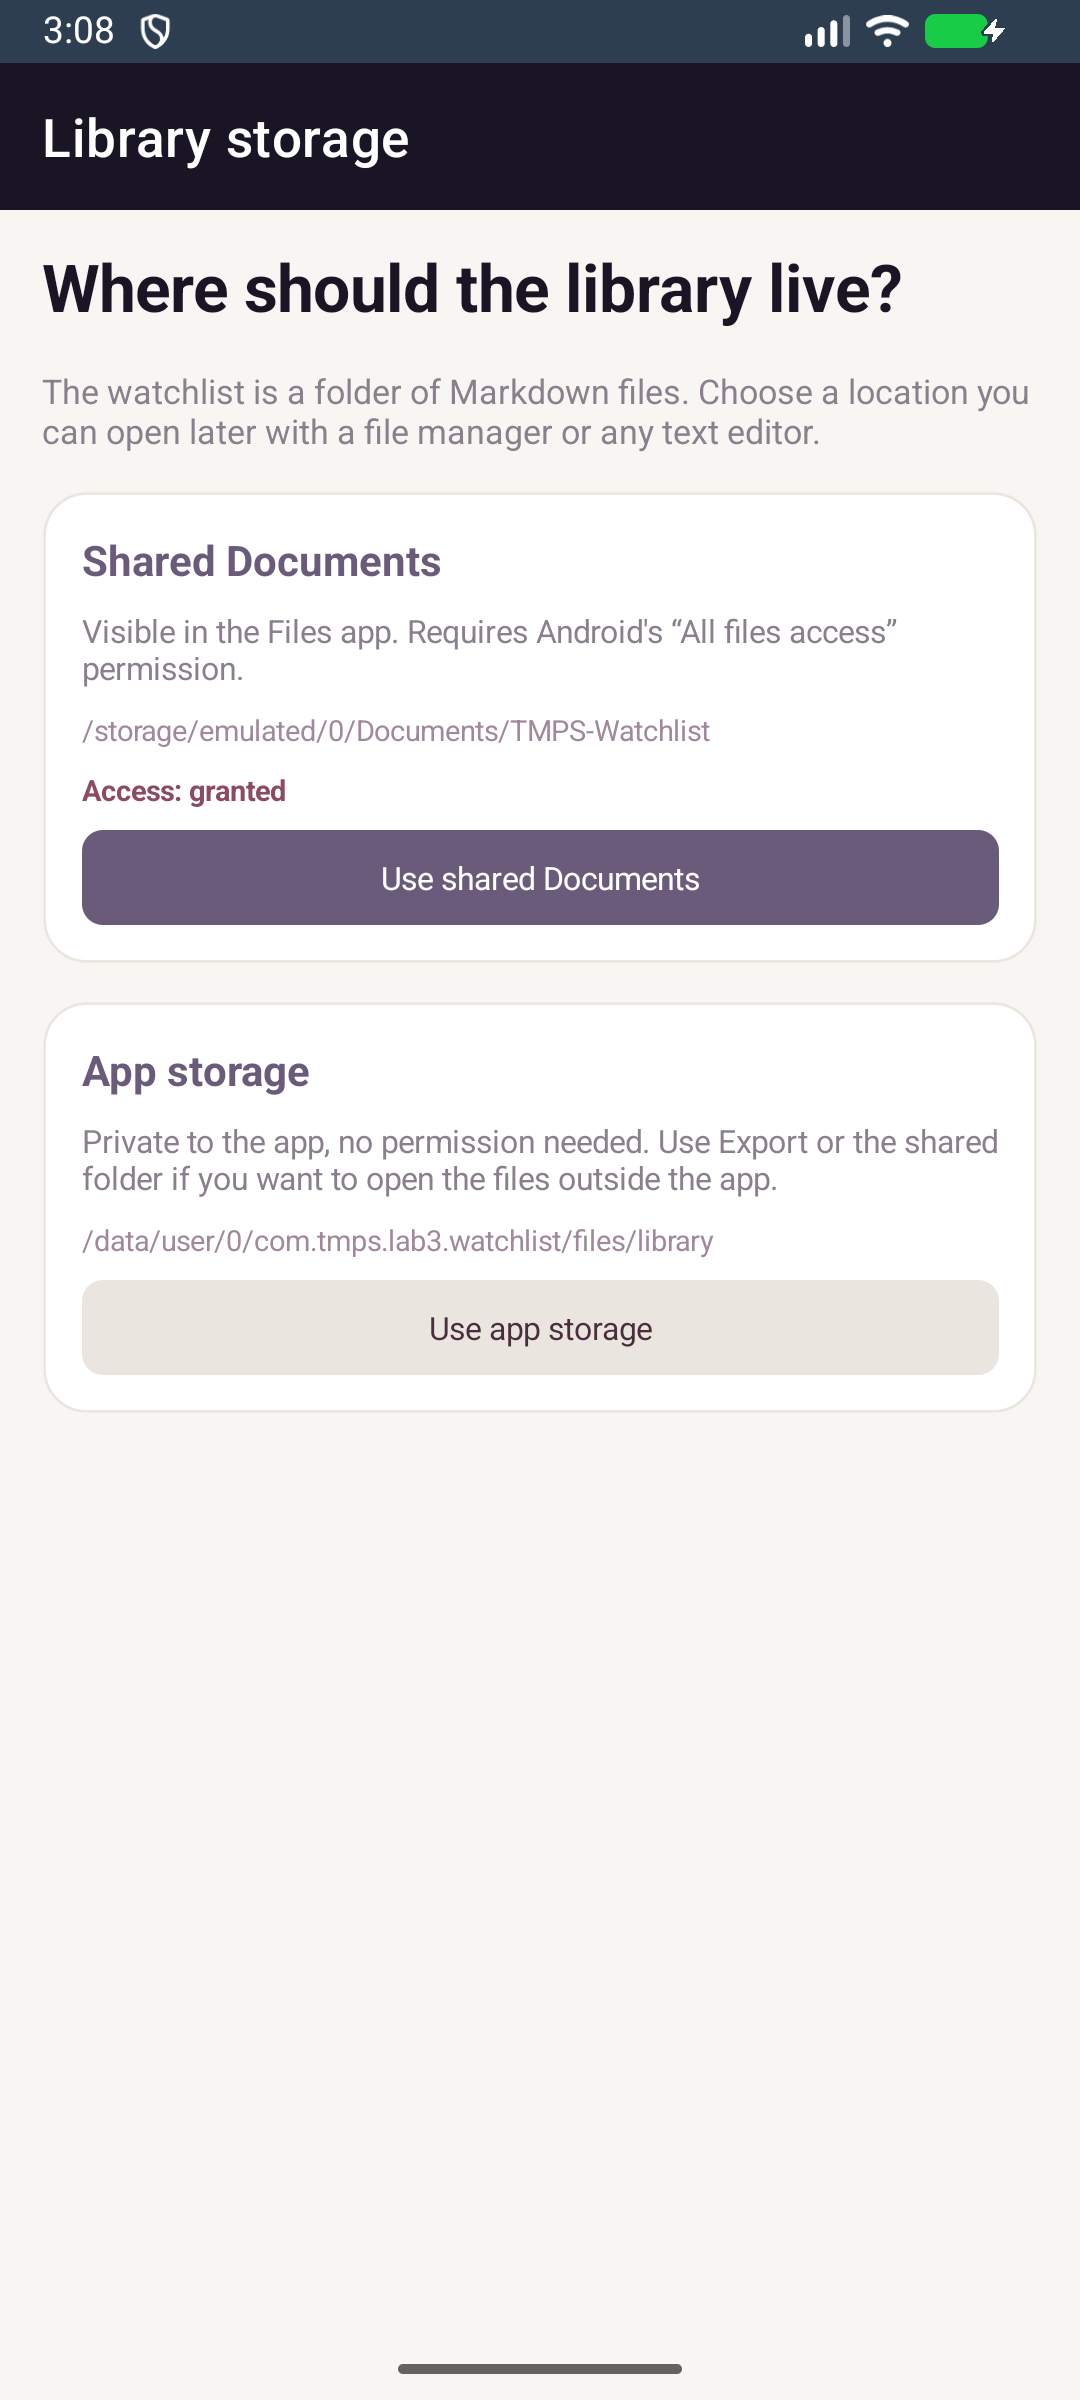 3:08
Library storage
Where should the library live?
The watchlist is a folder of Markdown files. Choose a location you
can open later with a file manager or any text editor.
Shared Documents
Visible in the Files app. Requires Android's “All files access”
permission.
/storage/emulated/0/Documents/TMPS-Watchlist
Access: granted
Use shared Documents
App storage
Private to the app, no permission needed. Use Export or the shared
folder if you want to open the files outside the app.
/data/user/0/com.tmps.lab3.watchlist/files/library
Use app storage